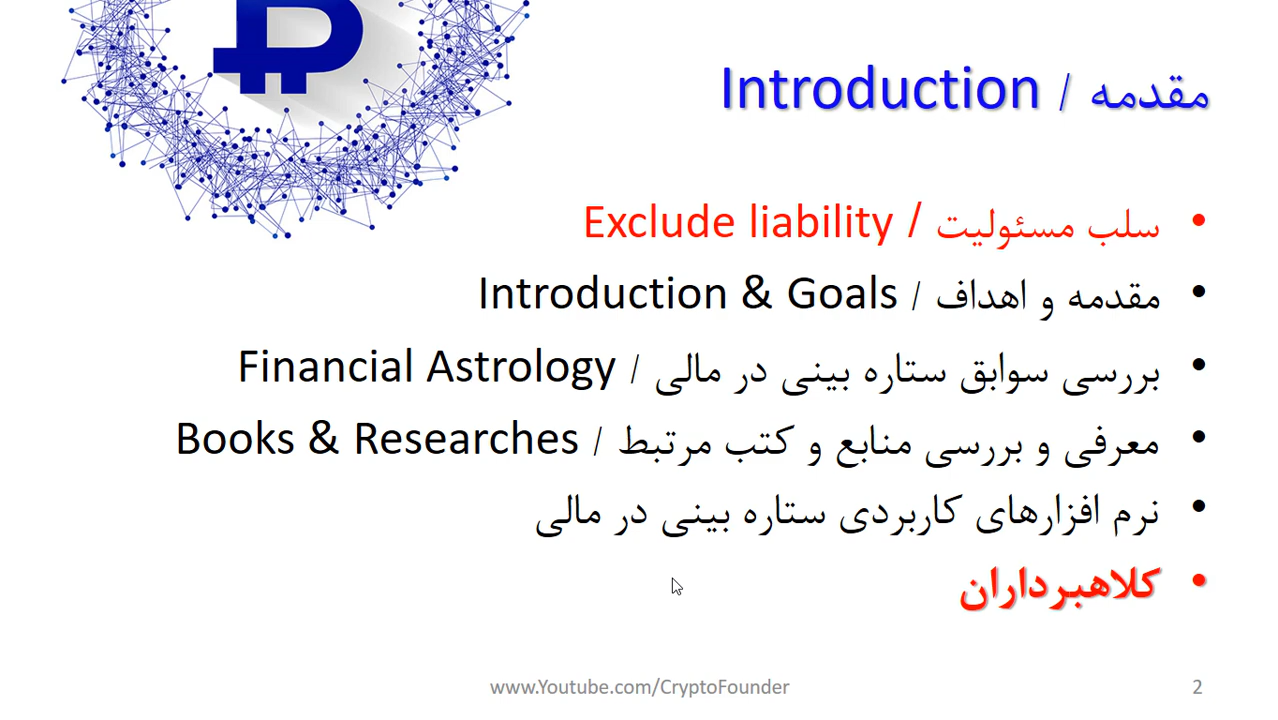 مقدمه / Introduction
• سلب مسئولیت / Exclude liability
• مقدمه و اهداف / Introduction & Goals
• بررسی سوابق ستاره بینی در مالی / Financial Astrology
• معرفی و بررسی منابع و کتب مرتبط / Books & Researches
• نرم افزارهای کاربردی ستاره بینی در مالی
• کلاهبرداران
www.Youtube.com/CryptoFounder
2